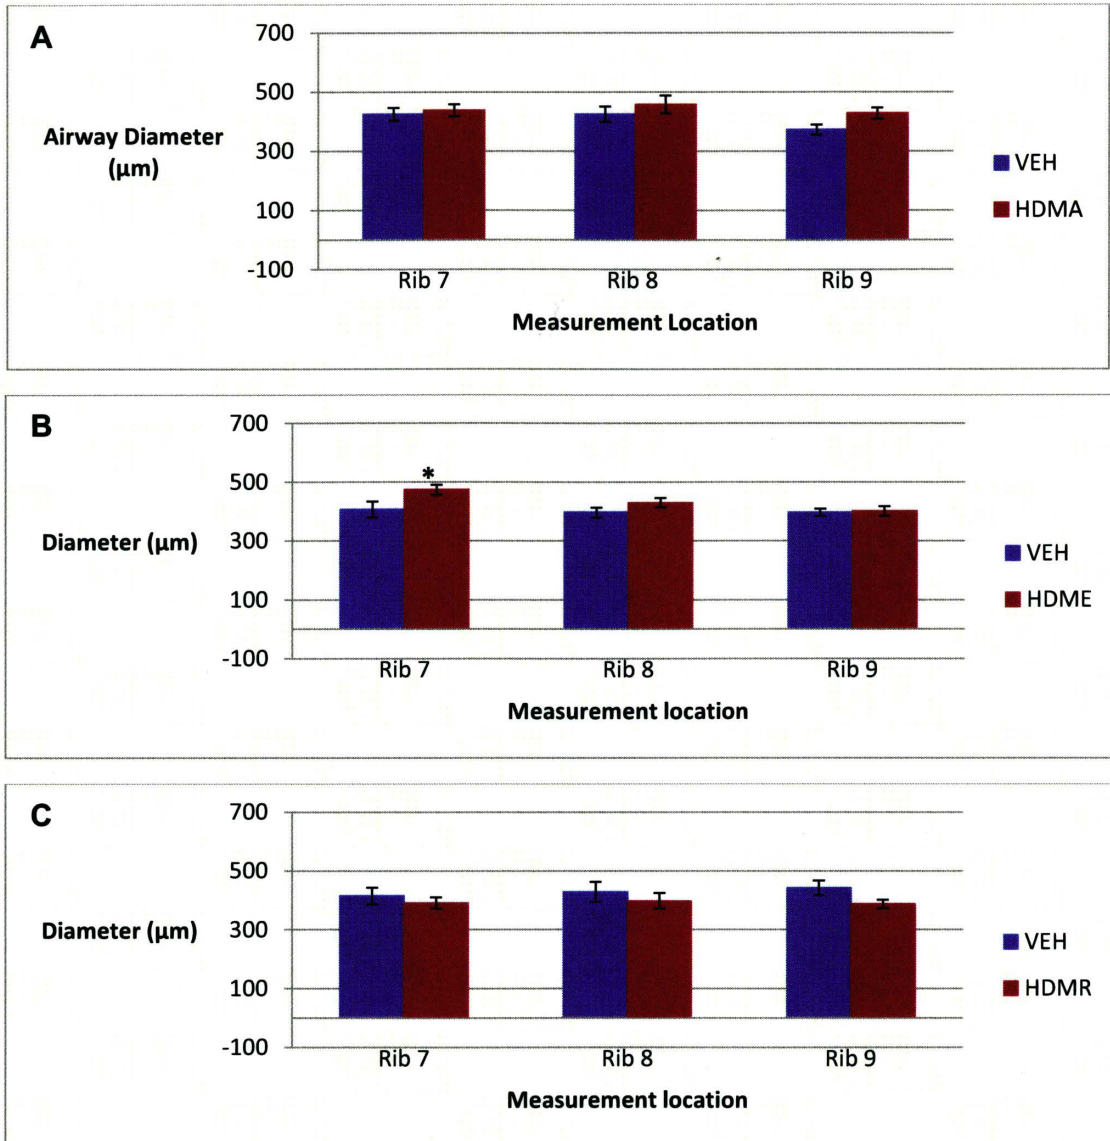 A
700
500
300
100
-100
Airway Diameter
(µm)
Rib 7 Rib 8 Rib 9
Measurement Location
VEH
HDMA
B
*
700
500
300
100
-100
Diameter (µm)
Rib 7 Rib 8 Rib 9
Measurement location
VEH
HDME
C
700
500
300
100
-100
Diameter (µm)
Rib 7 Rib 8 Rib 9
Measurement location
VEH
HDMR